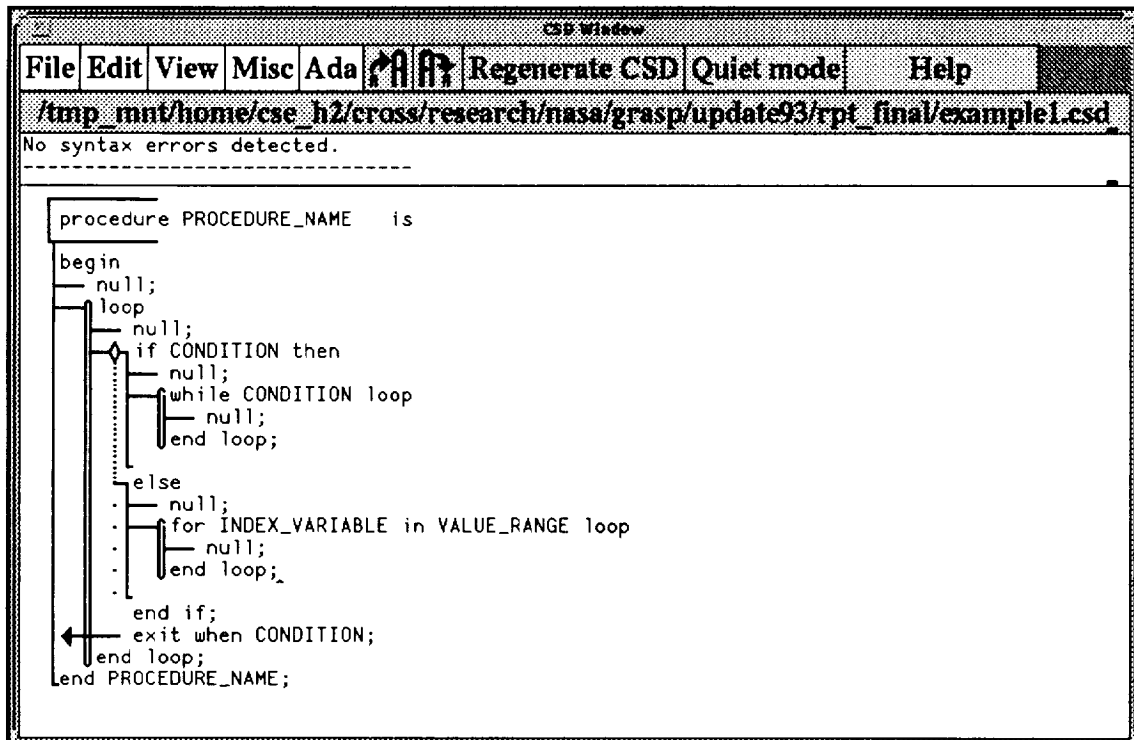 CSD Window
File Edit View Misc Ada A A Regenerate CSD Quiet mode Help
/tmp_mnt/home/cse_h2/cross/research/nasa/grasp/update93/rpt_final/example1.csd
No syntax errors detected.
--------------------------------
procedure PROCEDURE_NAME is
begin
null;
loop
null;
if CONDITION then
null;
while CONDITION loop
null;
end loop;
else
null;
for INDEX_VARIABLE in VALUE_RANGE loop
null;
end loop;
end if;
exit when CONDITION;
end loop;
end PROCEDURE_NAME;